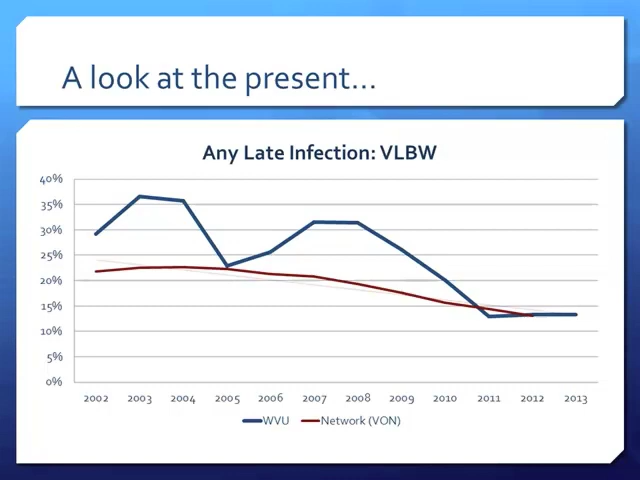 A look at the present...
Any Late Infection: VLBW
40%
35%
30%
25%
20%
15%
10%
5%
0%
2002 2003 2004 2005 2006 2007 2008 2009 2010 2011 2012 2013
WVU Network (VON)